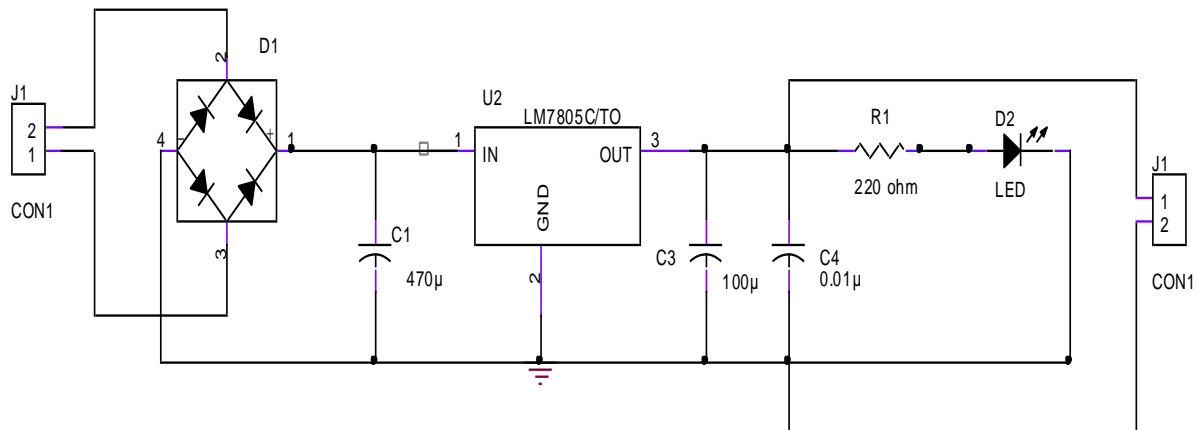 J1
2
1
CON1
D1
2
4
-
+
1
3
C1
470µ
U2
LM7805C/TO
1
IN
OUT
3
GND
2
C3
100µ
C4
0.01µ
R1
220 ohm
D2
LED
J1
1
2
CON1